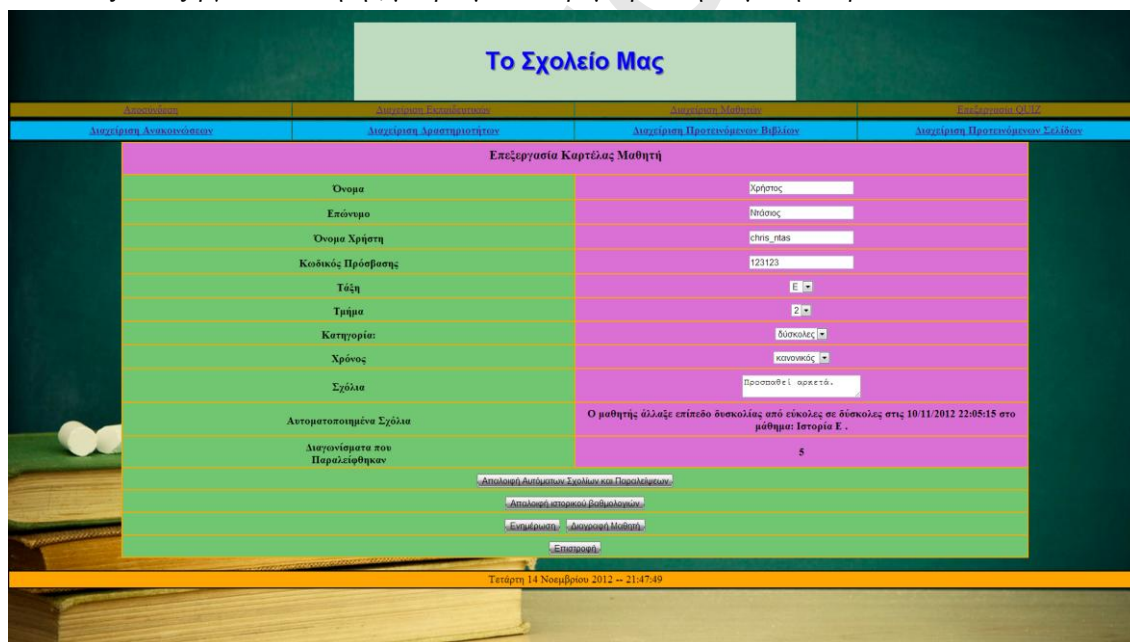 Το Σχολείο Μας
Αποσύνδεση Διαχείριση Εκπαιδευτικών Διαχείριση Μαθητών Επεξεργασία QUIZ
Διαχείριση Ανακοινώσεων Διαχείριση Δραστηριοτήτων Διαχείριση Προτεινόμενων Βιβλίων Διαχείριση Προτεινόμενων Σελίδων
Επεξεργασία Καρτέλας Μαθητή
Όνομα Χρήστος
Επώνυμο Ντάσιος
Όνομα Χρήστη chris_ntas
Κωδικός Πρόσβασης 123123
Τάξη Ε
Τμήμα 2
Κατηγορία: δύσκολες
Χρόνος κανονικός
Σχόλια Προσπαθεί αρκετά.
Αυτοματοποιημένα Σχόλια Ο μαθητής άλλαξε επίπεδο δυσκολίας από εύκολες σε δύσκολες στις 10/11/2012 22:05:15 στο
μάθημα: Ιστορία Ε .
Διαγωνίσματα που
Παραλείφθηκαν 5
Απαλοιφή Αυτόματων Σχολίων και Παραλείψεων
Απαλοιφή ιστορικού βαθμολογιών
Ενημέρωση Διαγραφή Μαθητή
Επιστροφή
Τετάρτη 14 Νοεμβρίου 2012 -- 21:47:49